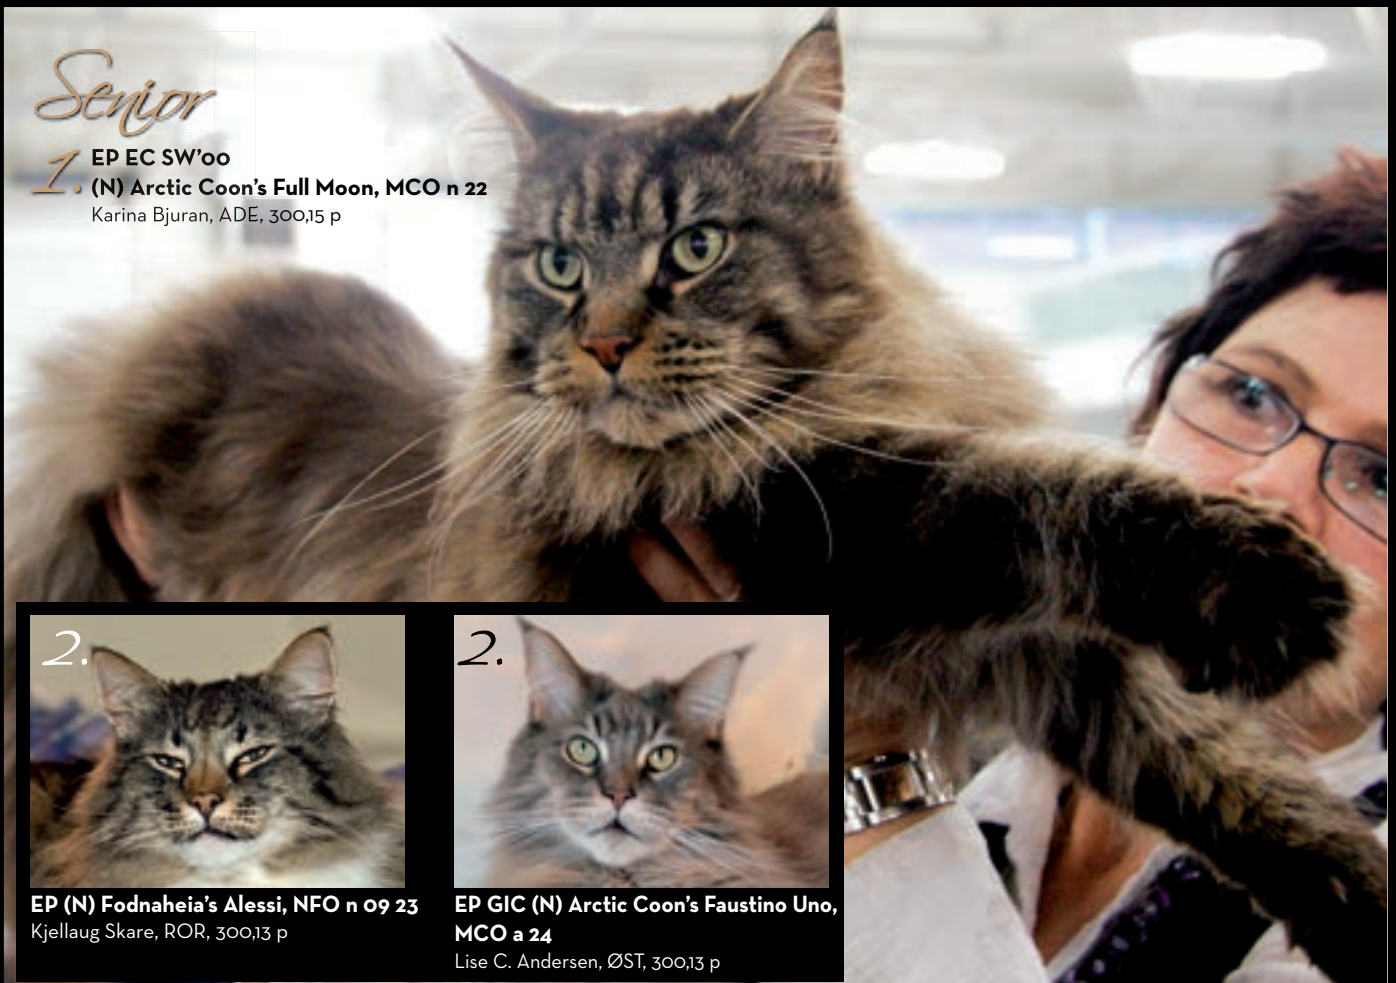 Senior
1. EP EC SW'00
(N) Arctic Coon's Full Moon, MCO n 22
Karina Bjuran, ADE, 300,15 p
2.
EP (N) Fodnaheia's Alessi, NFO n 09 23
Kjellaug Skare, ROR, 300,13 p
2.
EP GIC (N) Arctic Coon's Faustino Uno,
MCO a 24
Lise C. Andersen, ØST, 300,13 p